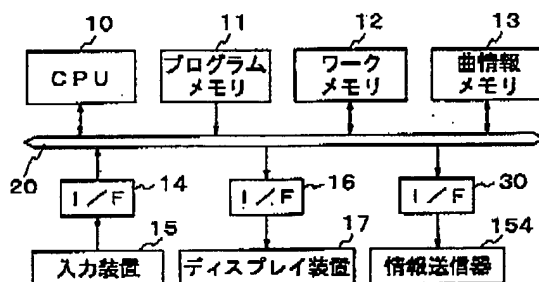 10
11
12
13
CPU
プログラム
メモリ
ワーク
メモリ
曲情報
メモリ
20
I/F
14
I/F
16
I/F
30
15
17
154
入力装置
ディスプレイ装置
情報送信器